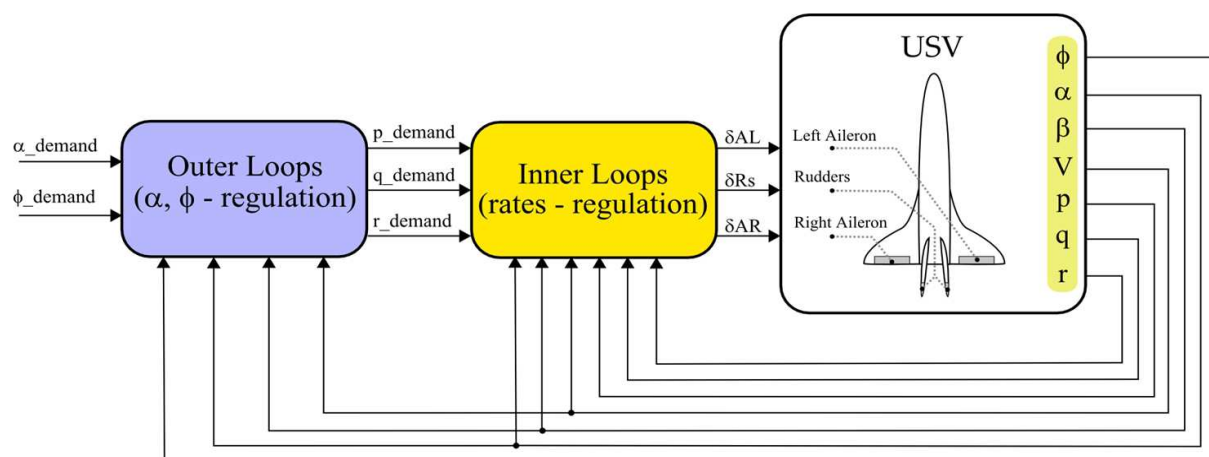 α_demand
ϕ_demand
Outer Loops
(α, ϕ - regulation)
p_demand
q_demand
r_demand
Inner Loops
(rates - regulation)
δAL
δRs
δAR
USV
Left Aileron
Rudders
Right Aileron
ϕ
α
β
V
p
q
r